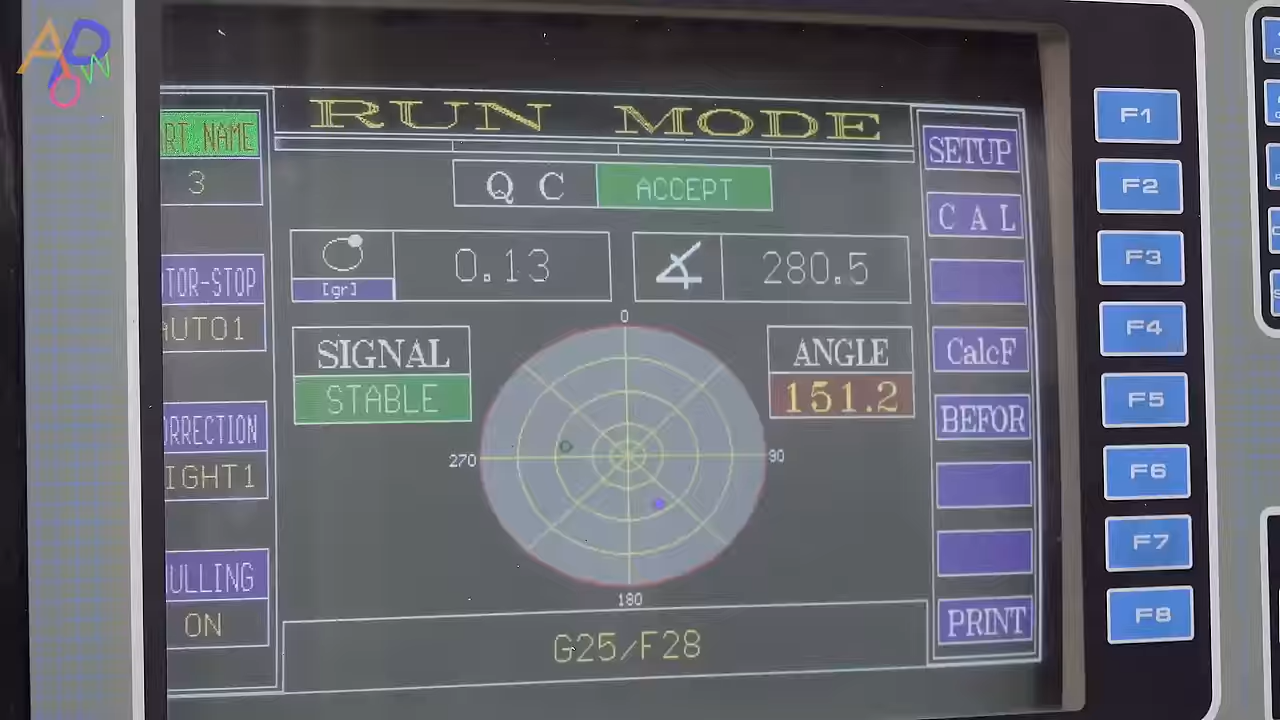 RUN MODE
ART NAME
3
Q C ACCEPT
[gr] 0.13
280.5
TOR-STOP
AUTO1
SIGNAL
STABLE
ANGLE
151.2
0
90
180
270
RRECTION
IGHT1
ULLING
ON
G25/F28
SETUP
C A L
CalcF
BEFOR
PRINT
F1
F2
F3
F4
F5
F6
F7
F8